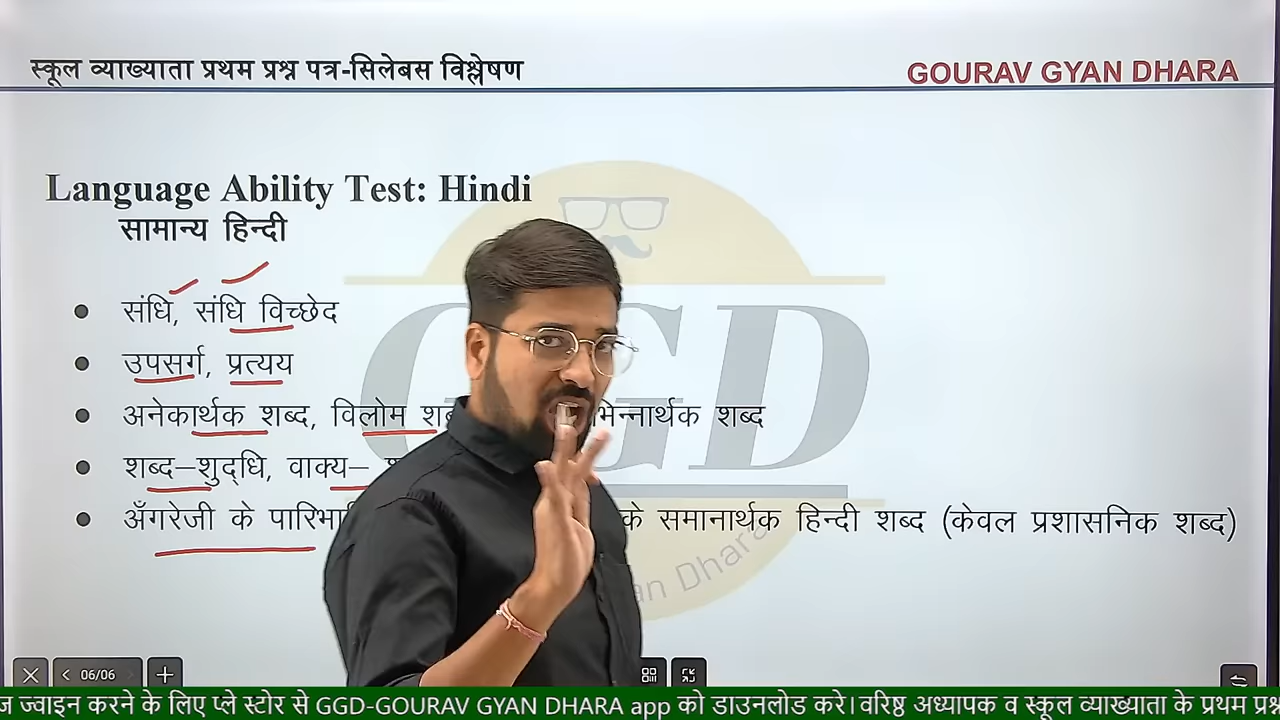 स्कूल व्याख्याता प्रथम प्रश्न पत्र-सिलेबस विश्लेषण
GOURAV GYAN DHARA
Language Ability Test: Hindi
सामान्य हिन्दी
संधि, संधि विच्छेद
उपसर्ग, प्रत्यय
अनेकार्थक शब्द, विलोम शब्द
शब्द–शुद्धि, वाक्य–
अँगरेजी के के समानार्थक हिन्दी शब्द (केवल प्रशासनिक शब्द)
GGD
Dhara
06/06
ज्वाइन करने के लिए प्ले स्टोर से GGD-GOURAV GYAN DHARA app को डाउनलोड करे।वरिष्ठ अध्यापक व स्कूल व्याख्याता के प्रथम